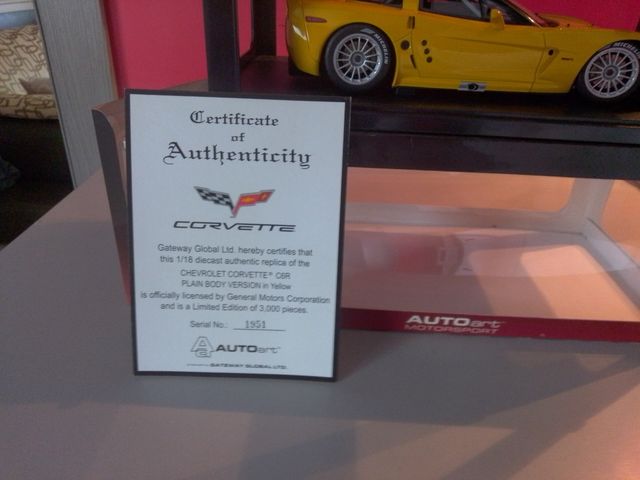 Certificate
of
Authenticity
CORVETTE
Gateway Global Ltd. hereby certifies that
this 1/18 diecast authentic replica of the
CHEVROLET CORVETTE® C6R
PLAIN BODY VERSION in Yellow
is officially licensed by General Motors Corporation
and is a Limited Edition of 3,000 pieces.
Serial No.: 1951
AUTOart
GATEWAY GLOBAL LTD.
AUTOart
MOTORSPORT
MICHELIN